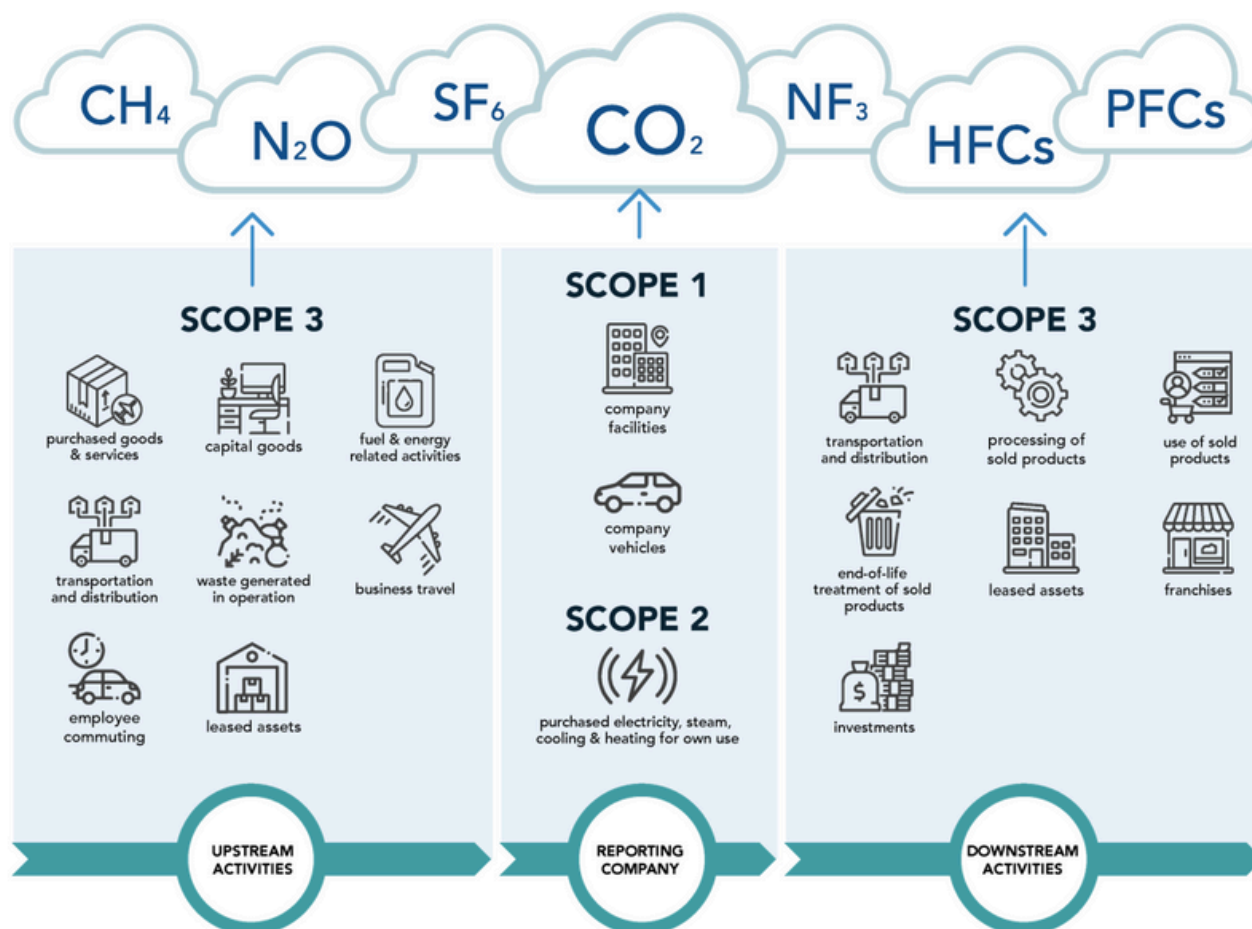 CH₄
N₂O
SF₆
CO₂
NF₃
HFCs
PFCs
SCOPE 3
purchased goods
& services
capital goods
fuel & energy
related activities
transportation
and distribution
waste generated
in operation
business travel
employee
commuting
leased assets
UPSTREAM
ACTIVITIES
SCOPE 1
company
facilities
company
vehicles
SCOPE 2
purchased electricity, steam,
cooling & heating for own use
REPORTING
COMPANY
SCOPE 3
transportation
and distribution
processing of
sold products
use of sold
products
end-of-life
treatment of sold
products
leased assets
franchises
$
investments
DOWNSTREAM
ACTIVITIES